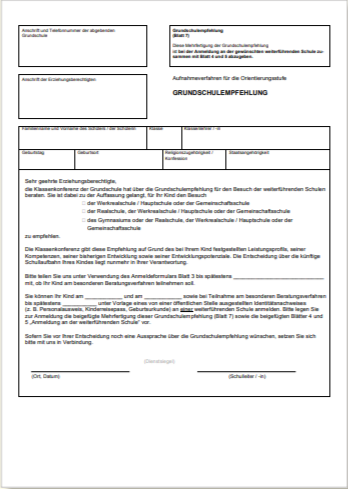 Anschrift und Telefonnummer der abgebenden
Grundschule
Grundschulempfehlung
(Blatt 7)
Diese Mehrfertigung der Grundschulempfehlung
ist bei der Anmeldung an der gewünschten weiterführenden Schule zu-
sammen mit Blatt 4 und 5 abzugeben.
Anschrift der Erziehungsberechtigten
Aufnahmeverfahren für die Orientierungsstufe
GRUNDSCHULEMPFEHLUNG
Familienname und Vorname des Schülers / der Schülerin
Klasse
Klassenlehrer / -in
Geburtstag
Geburtsort
Religionszugehörigkeit /
Konfession
Staatsangehörigkeit
Sehr geehrte Erziehungsberechtigte,
die Klassenkonferenz der Grundschule hat über die Grundschulempfehlung für den Besuch der weiterführenden Schulen
beraten. Sie ist dabei zu der Auffassung gelangt, für Ihr Kind den Besuch
der Werkrealschule / Hauptschule oder der Gemeinschaftsschule
der Realschule, der Werkrealschule / Hauptschule oder der Gemeinschaftsschule
des Gymnasiums oder der Realschule, der Werkrealschule / Hauptschule oder der
Gemeinschaftsschule
zu empfehlen.
Die Klassenkonferenz gibt diese Empfehlung auf Grund des bei Ihrem Kind festgestellten Leistungsprofils, seiner
Kompetenzen, seiner bisherigen Entwicklung sowie seiner Entwicklungspotenziale. Die Entscheidung über die künftige
Schullaufbahn Ihres Kindes liegt nunmehr in Ihrer Verantwortung.
Bitte teilen Sie uns unter Verwendung des Anmeldeformulars Blatt 3 bis spätestens
mit, ob Ihr Kind am besonderen Beratungsverfahren teilnehmen soll.
Sie können Ihr Kind am und am sowie bei Teilnahme am besonderen Beratungsverfahren
bis spätestens unter Vorlage eines von einer öffentlichen Stelle ausgestellten Identitätsnachweises
(z. B. Personalausweis, Kinderreisepass, Geburtsurkunde) an einer weiterführenden Schule anmelden. Bitte legen Sie
zur Anmeldung die beigefügte Mehrfertigung dieser Grundschulempfehlung (Blatt 7) sowie die beigefügten Blätter 4 und
5 „Anmeldung an der weiterführenden Schule" vor.
Sofern Sie vor Ihrer Entscheidung noch eine Aussprache über die Grundschulempfehlung wünschen, setzen Sie sich
bitte mit uns in Verbindung.
(Dienstsiegel)
(Ort, Datum)
(Schulleiter / -in)